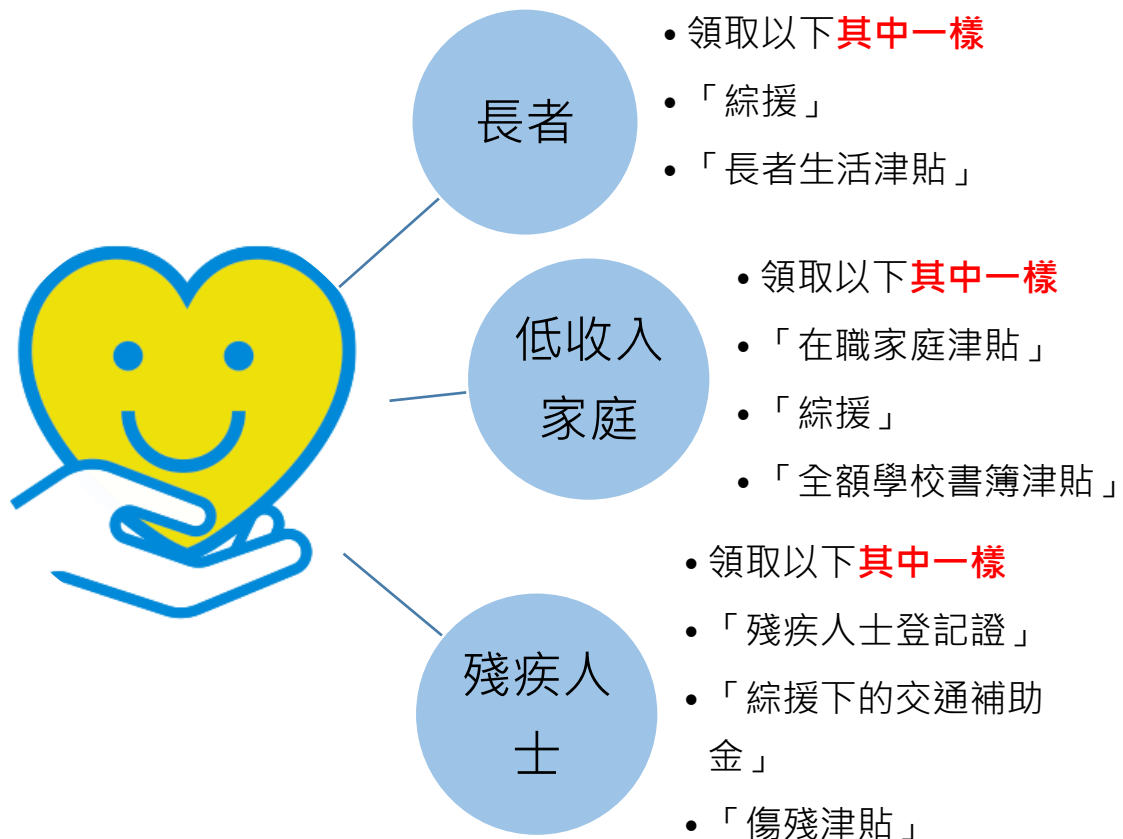 長者
• 領取以下其中一樣
• 「綜援」
• 「長者生活津貼」
低收入
家庭
• 領取以下其中一樣
• 「在職家庭津貼」
• 「綜援」
• 「全額學校書簿津貼」
殘疾人
士
• 領取以下其中一樣
• 「殘疾人士登記證」
• 「綜援下的交通補助
金」
• 「傷殘津貼」